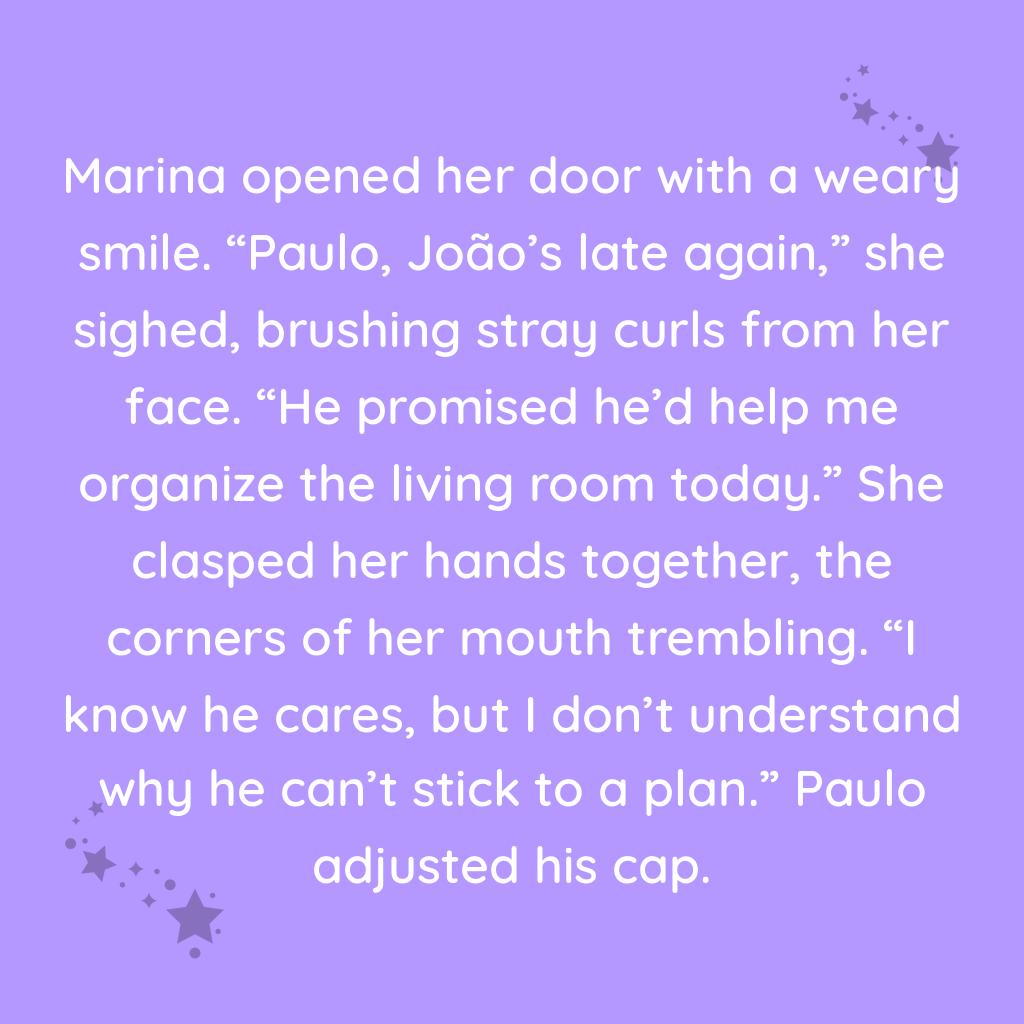 Marina opened her door with a weary
smile. “Paulo, João’s late again,” she
sighed, brushing stray curls from her
face. “He promised he’d help me
organize the living room today.” She
clasped her hands together, the
corners of her mouth trembling. “I
know he cares, but I don’t understand
why he can’t stick to a plan.” Paulo
adjusted his cap.